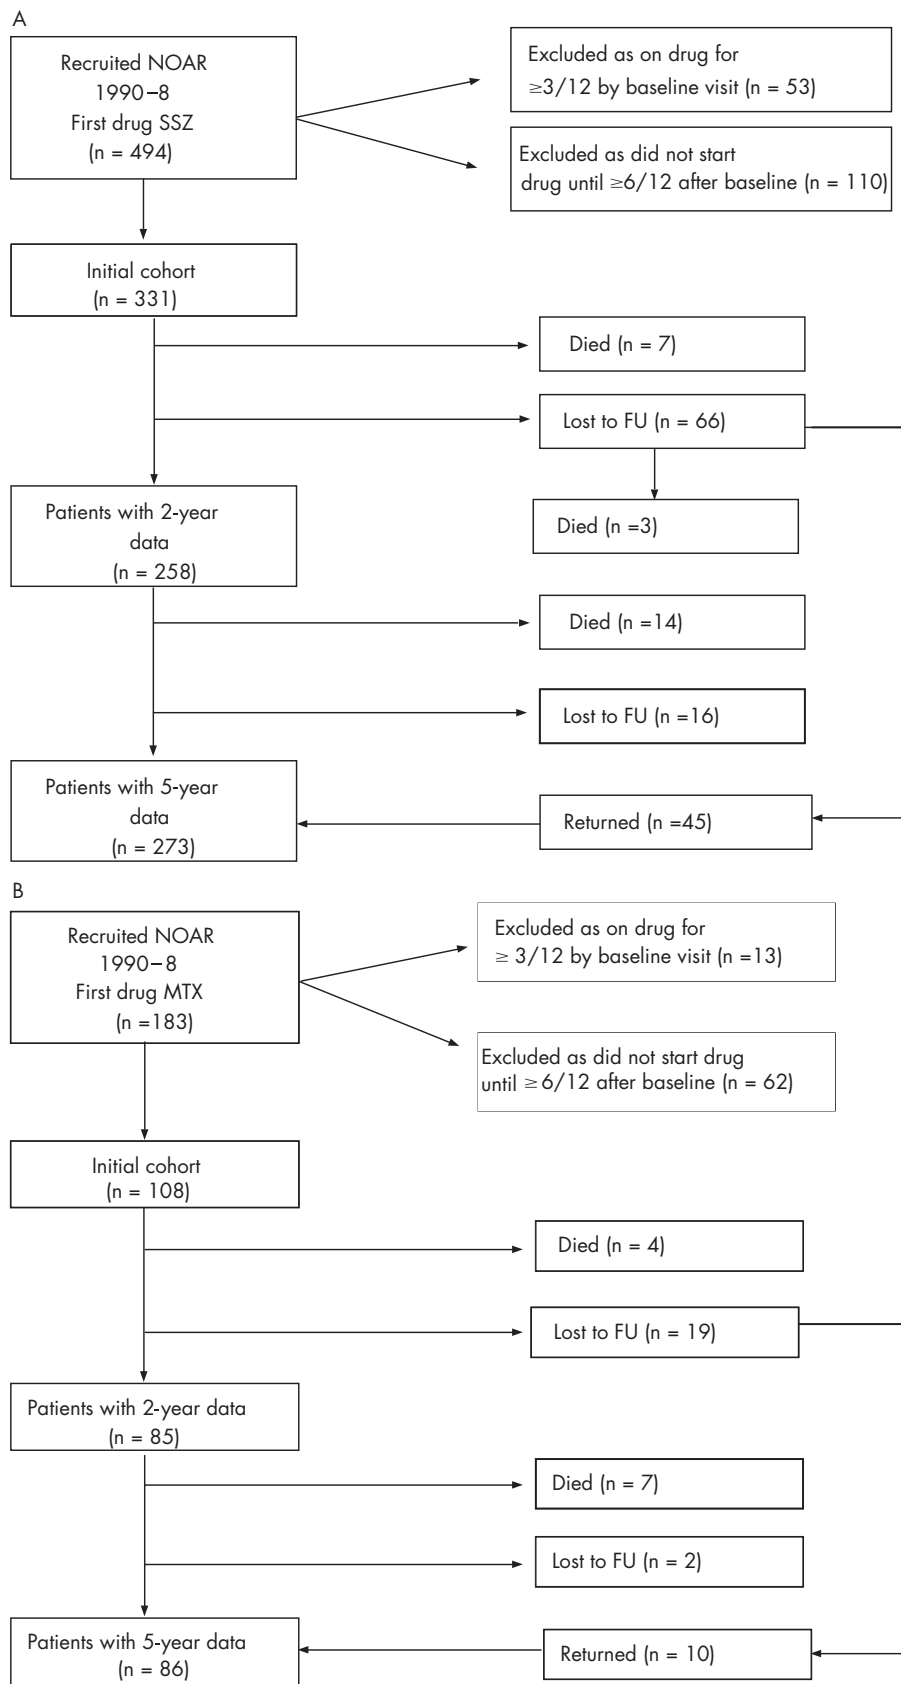 A
Recruited NOAR
1990–8
First drug SSZ
(n = 494)
Excluded as on drug for
≥3/12 by baseline visit (n = 53)
Excluded as did not start
drug until ≥6/12 after baseline (n = 110)
Initial cohort
(n = 331)
Died (n = 7)
Lost to FU (n = 66)
Died (n =3)
Patients with 2-year
data
(n = 258)
Died (n =14)
Lost to FU (n =16)
Patients with 5-year
data
(n = 273)
Returned (n =45)
B
Recruited NOAR
1990–8
First drug MTX
(n =183)
Excluded as on drug for
≥ 3/12 by baseline visit (n =13)
Excluded as did not start drug
until ≥6/12 after baseline (n = 62)
Initial cohort
(n = 108)
Died (n = 4)
Lost to FU (n = 19)
Patients with 2-year data
(n = 85)
Died (n = 7)
Lost to FU (n = 2)
Patients with 5-year data
(n = 86)
Returned (n = 10)